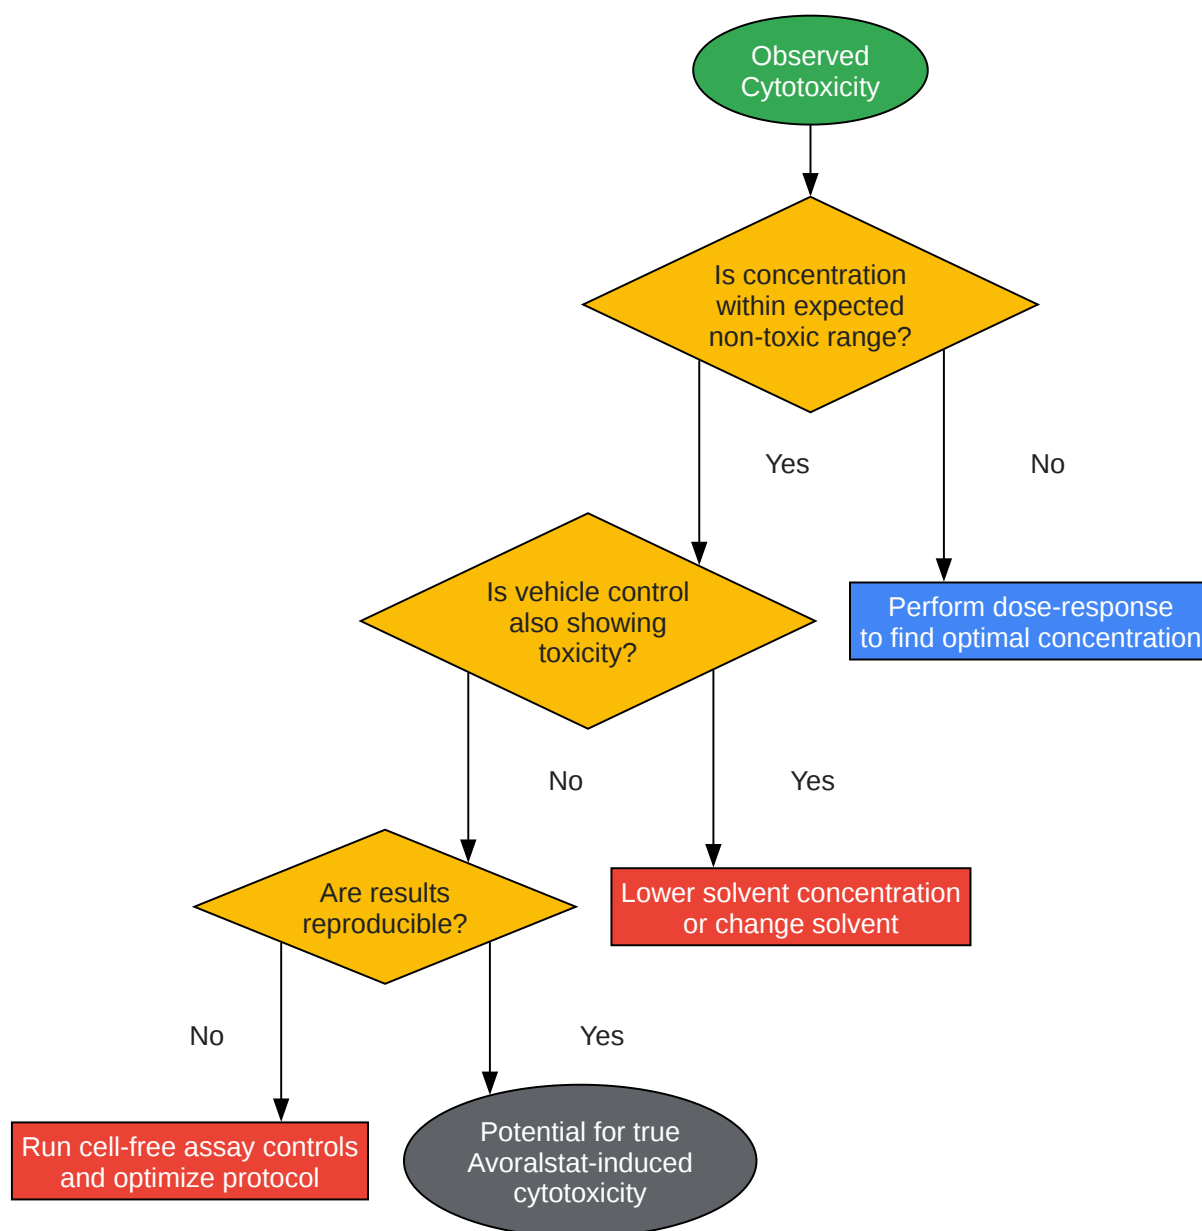 Observed
Cytotoxicity
Is concentration
within expected
non-toxic range?
Yes
No
Is vehicle control
also showing
toxicity?
Perform dose-response
to find optimal concentration
No
Yes
Are results
reproducible?
Lower solvent concentration
or change solvent
No
Yes
Run cell-free assay controls
and optimize protocol
Potential for true
Avoralstat-induced
cytotoxicity